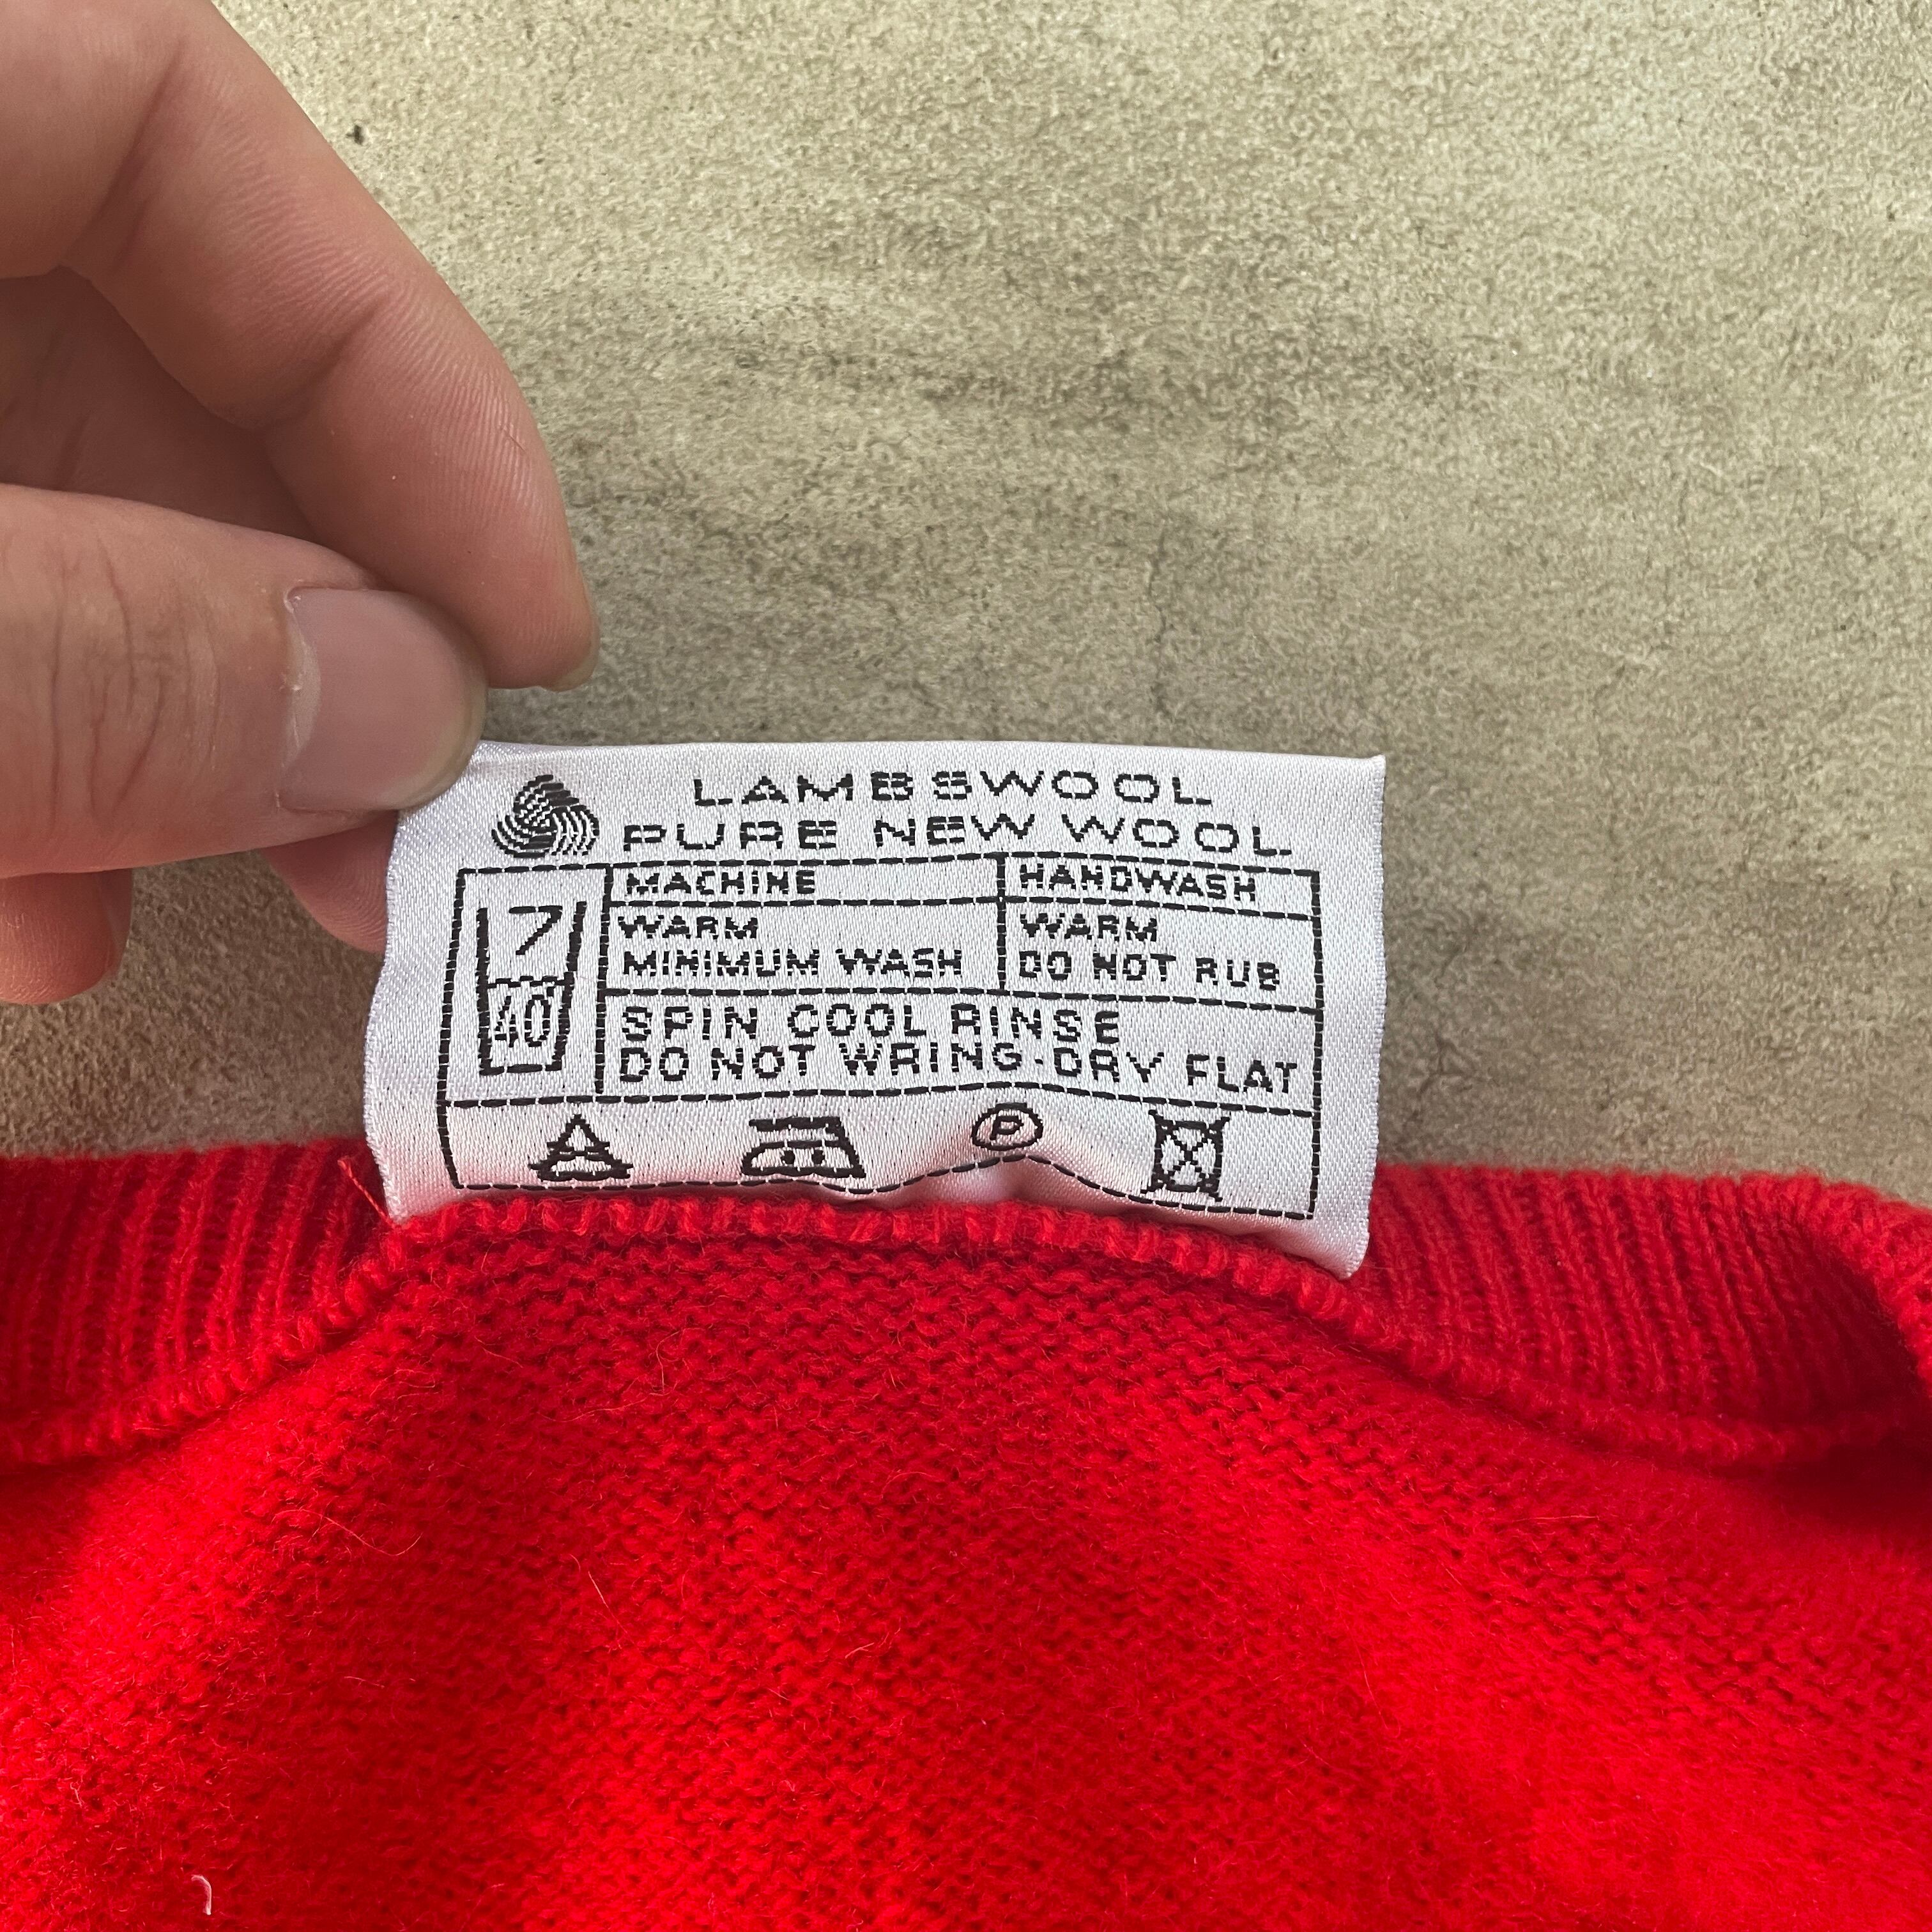 LAMBSWOOL
PURE NEW WOOL
MACHINE HANDWASH
7 WARM WARM
MINIMUM WASH DO NOT RUB
40 SPIN COOL RINSE
DO NOT WRING·DRY FLAT
P